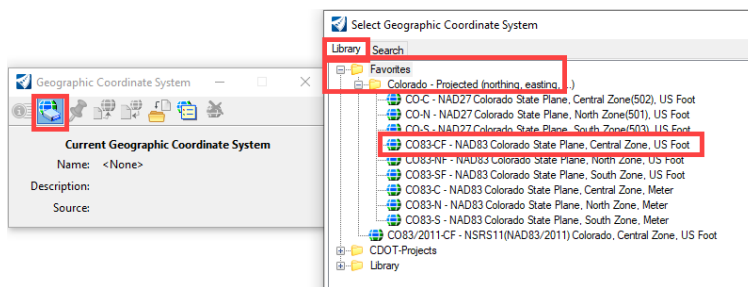 Geographic Coordinate System
Current Geographic Coordinate System
Name: <None>
Description:
Source:
Select Geographic Coordinate System
Library Search
Favorites
Colorado - Projected (northing, easting, ...)
CO-C - NAD27 Colorado State Plane, Central Zone(502), US Foot
CO-N - NAD27 Colorado State Plane, North Zone(501), US Foot
CO-S - NAD27 Colorado State Plane, South Zone(503), US Foot
CO83-CF - NAD83 Colorado State Plane, Central Zone, US Foot
CO83-NF - NAD83 Colorado State Plane, North Zone, US Foot
CO83-SF - NAD83 Colorado State Plane, South Zone, US Foot
CO83-C - NAD83 Colorado State Plane, Central Zone, Meter
CO83-N - NAD83 Colorado State Plane, North Zone, Meter
CO83-S - NAD83 Colorado State Plane, South Zone, Meter
CO83/2011-CF - NSRS11(NAD83/2011) Colorado, Central Zone, US Foot
CDOT-Projects
Library